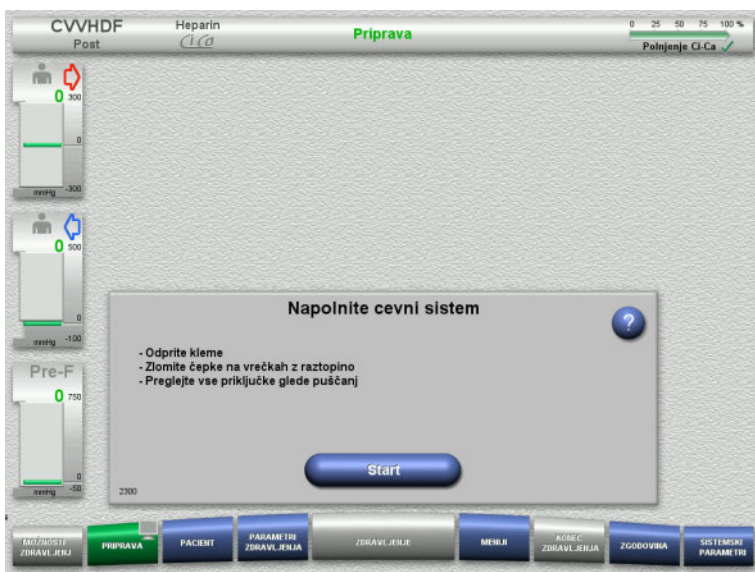 CVVHDF
Post
Heparin
Ci Ca
Priprava
0 25 50 75 100 %
Polnjenje Ci-Ca
0
300
0
-300
mmHg
0
500
0
-100
mmHg
Pre-F
0
750
0
-50
mmHg
Napolnite cevni sistem
?
- Odprite kleme
- Zlomite čepke na vrečkah z raztopino
- Preglejte vse priključke glede puščanj
Start
2300
MOŽNOSTI
ZDRAVLJENJ
PRIPRAVA
PACIENT
PARAMETRI
ZDRAVLJENJA
ZDRAVLJENJE
MENIJI
KONEC
ZDRAVLJENJA
ZGODOVINA
SISTEMSKI
PARAMETRI